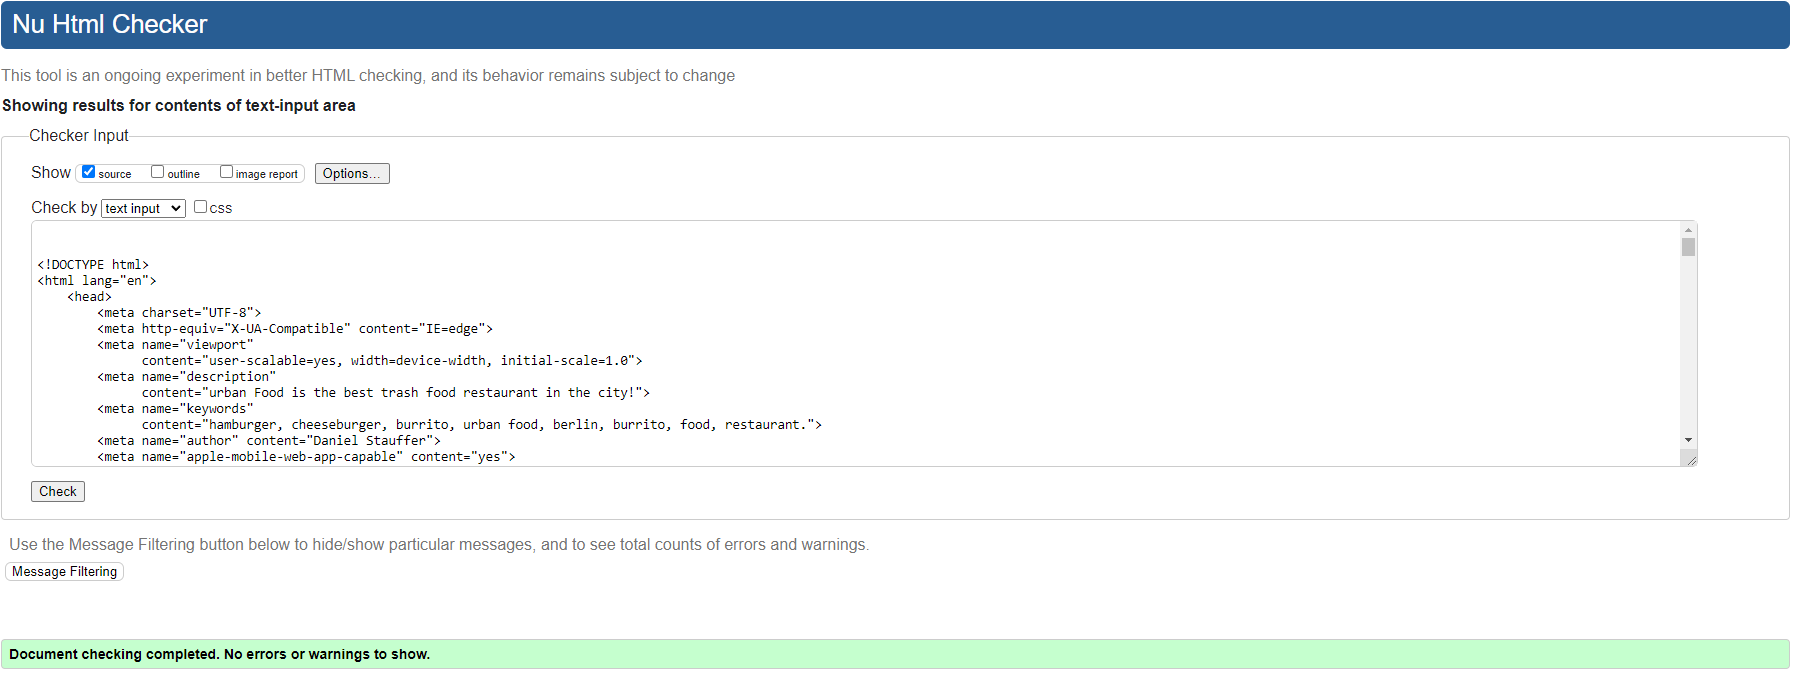 Nu Html Checker
This tool is an ongoing experiment in better HTML checking, and its behavior remains subject to change
Showing results for contents of text-input area
Checker Input
Show source outline image report Options...
Check by text input css
<!DOCTYPE html>
<html lang="en">
    <head>
        <meta charset="UTF-8">
        <meta http-equiv="X-UA-Compatible" content="IE=edge">
        <meta name="viewport"
              content="user-scalable=yes, width=device-width, initial-scale=1.0">
        <meta name="description"
              content="urban Food is the best trash food restaurant in the city!">
        <meta name="keywords"
              content="hamburger, cheeseburger, burrito, urban food, berlin, burrito, food, restaurant.">
        <meta name="author" content="Daniel Stauffer">
        <meta name="apple-mobile-web-app-capable" content="yes">
Check
Use the Message Filtering button below to hide/show particular messages, and to see total counts of errors and warnings.
Message Filtering
Document checking completed. No errors or warnings to show.